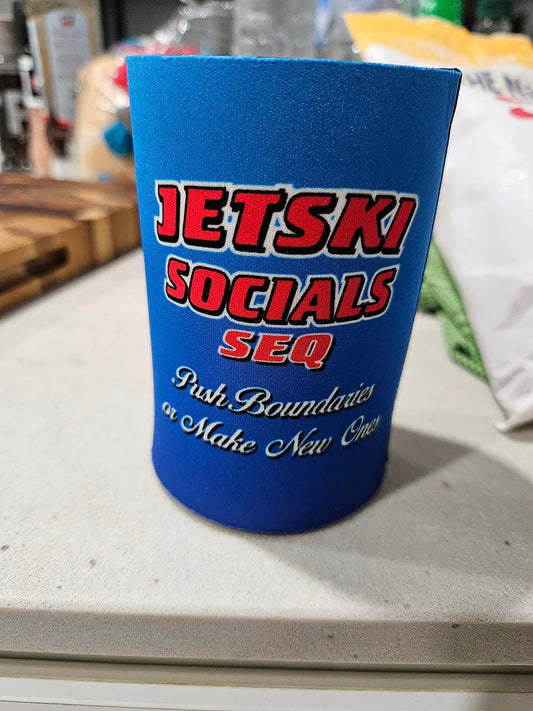 JETSKI
SOCIALS
SEQ
Push Boundaries
or Make New Ones